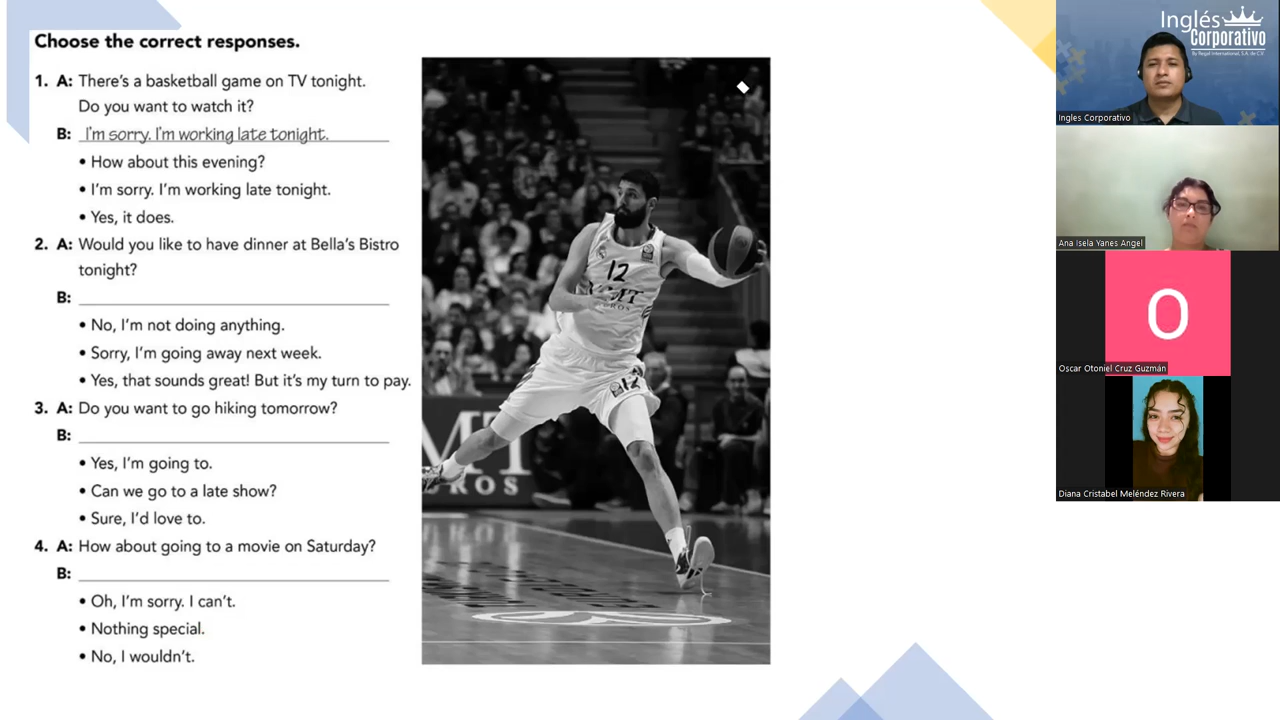 Choose the correct responses.
1. A: There's a basketball game on TV tonight.
Do you want to watch it?
B: I'm sorry. I'm working late tonight.
• How about this evening?
• I'm sorry. I'm working late tonight.
• Yes, it does.
2. A: Would you like to have dinner at Bella's Bistro
tonight?
B:
• No, I'm not doing anything.
• Sorry, I'm going away next week.
• Yes, that sounds great! But it's my turn to pay.
3. A: Do you want to go hiking tomorrow?
B:
• Yes, I'm going to.
• Can we go to a late show?
• Sure, I'd love to.
4. A: How about going to a movie on Saturday?
B:
• Oh, I'm sorry. I can't.
• Nothing special.
• No, I wouldn't.
12
12
Inglés
Corporativo
By Regal International, S.A. de C.V.
Ingles Corporativo
Ana Isela Yanes Angel
O
Oscar Otoniel Cruz Guzmán
Diana Cristabel Meléndez Rivera